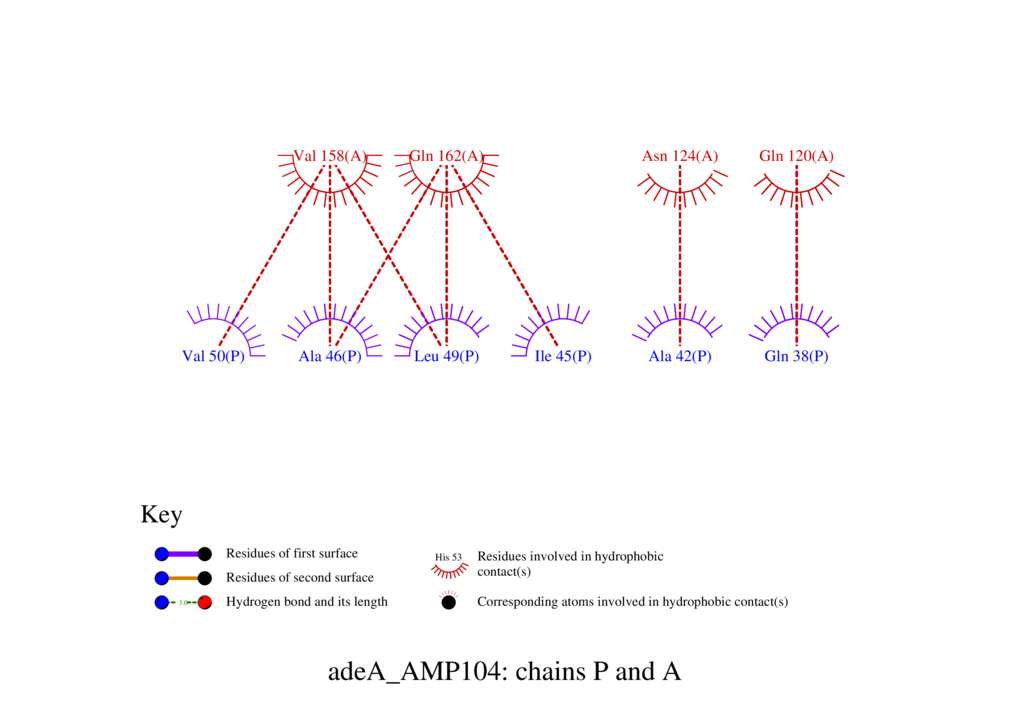 Val 158(A) Gln 162(A) Asn 124(A) Gln 120(A)
Val 50(P) Ala 46(P) Leu 49(P) Ile 45(P) Ala 42(P) Gln 38(P)
Key
Residues of first surface
Residues of second surface
3.0
Hydrogen bond and its length
His 53
Residues involved in hydrophobic
contact(s)
Corresponding atoms involved in hydrophobic contact(s)
adeA_AMP104: chains P and A